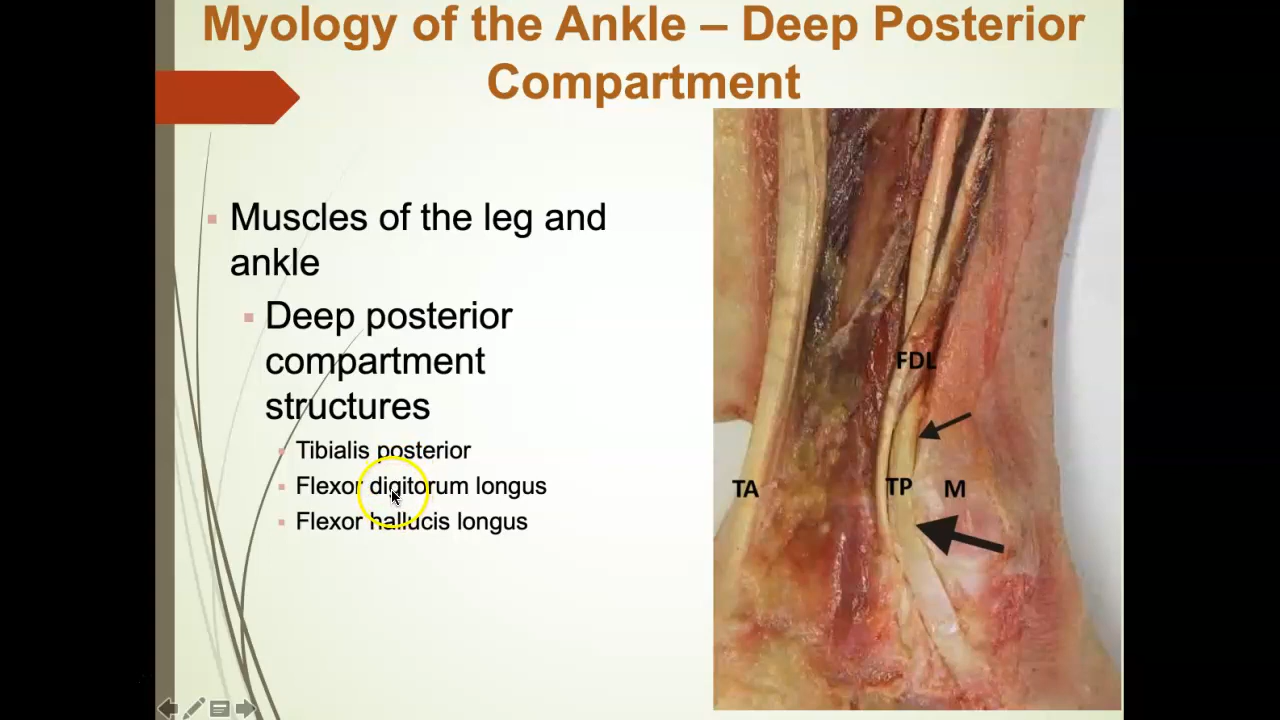 Myology of the Ankle – Deep Posterior
Compartment
Muscles of the leg and
ankle
Deep posterior
compartment
structures
Tibialis posterior
Flexor digitorum longus
Flexor hallucis longus
FDL
TA
TP
M